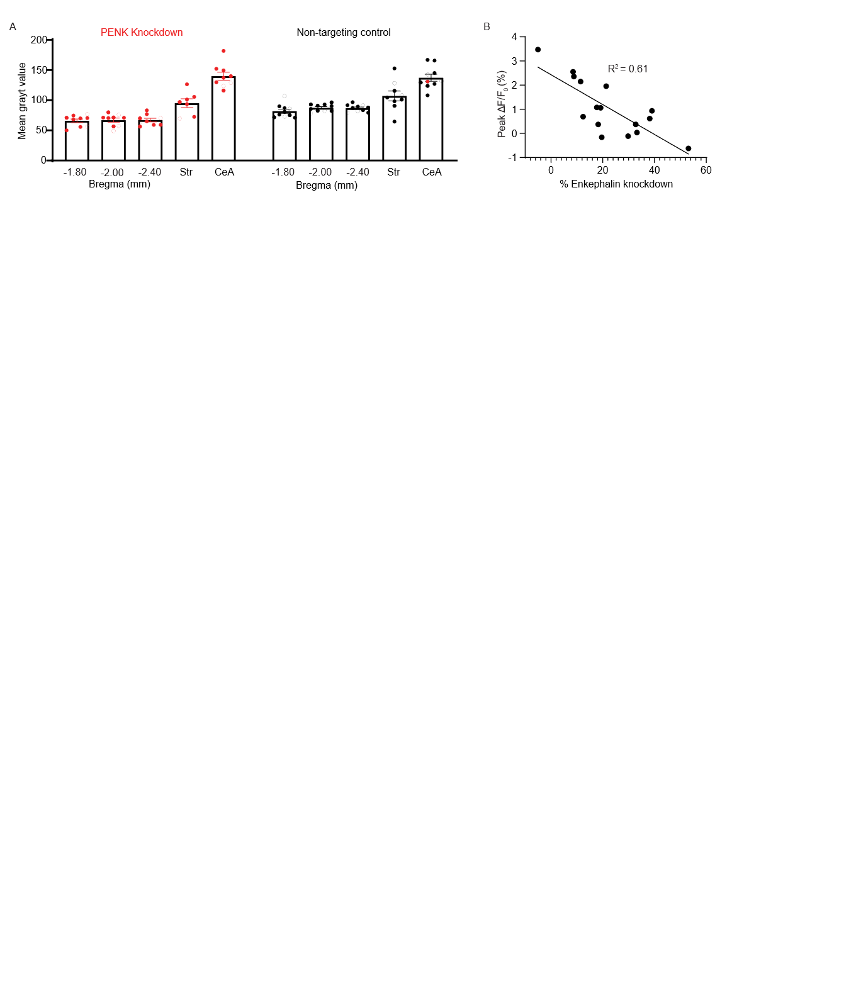 A
PENK Knockdown
Non-targeting control
Mean grayt value
200
150
100
50
0
-1.80
-2.00
-2.40
Str
CeA
Bregma (mm)
-1.80
-2.00
-2.40
Str
CeA
Bregma (mm)
B
Peak ΔF/F0 (%)
4
3
2
1
0
-1
R2 = 0.61
0
20
40
60
% Enkephalin knockdown